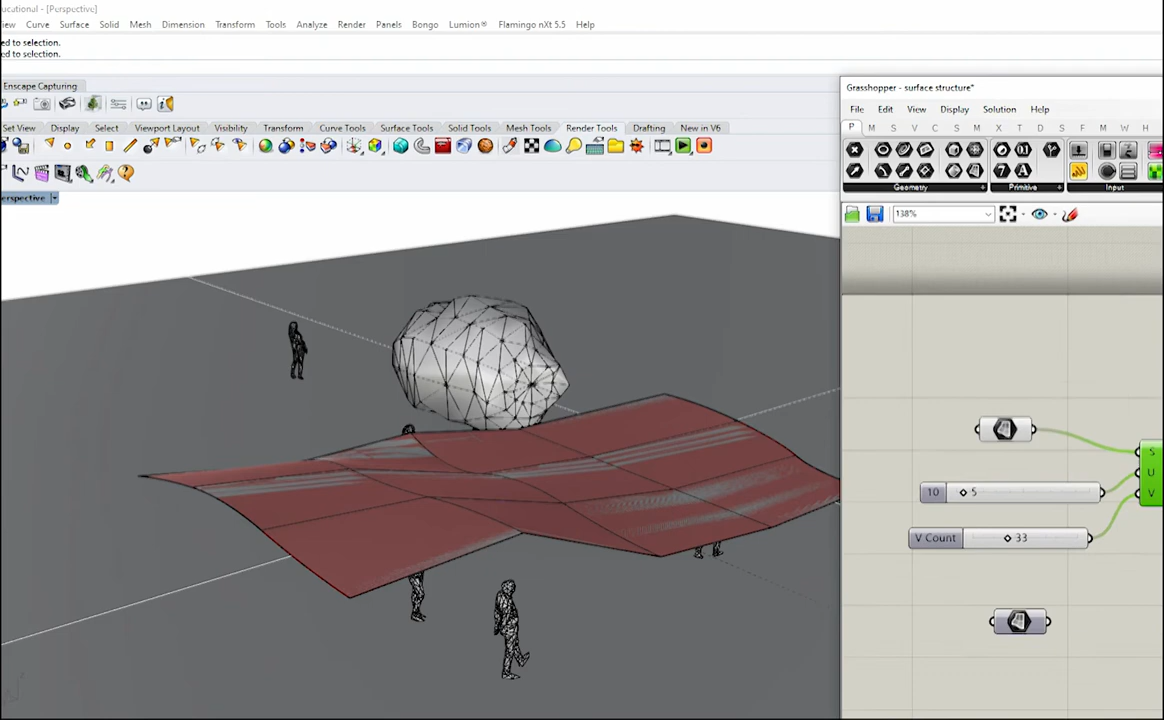 ucational - [Perspective]
iew Curve Surface Solid Mesh Dimension Transform Tools Analyze Render Panels Bongo Lumion® Flamingo nXt 5.5 Help
ed to selection.
ed to selection.
Enscape Capturing
Set View Display Select Viewport Layout Visibility Transform Curve Tools Surface Tools Solid Tools Mesh Tools Render Tools Drafting New in V6
erspective
Grasshopper - surface structure*
File Edit View Display Solution Help
P M S V C S M X T D S F M W H
Geometry + Primitive + Input
138%
S
10 5
U
V
V Count 33